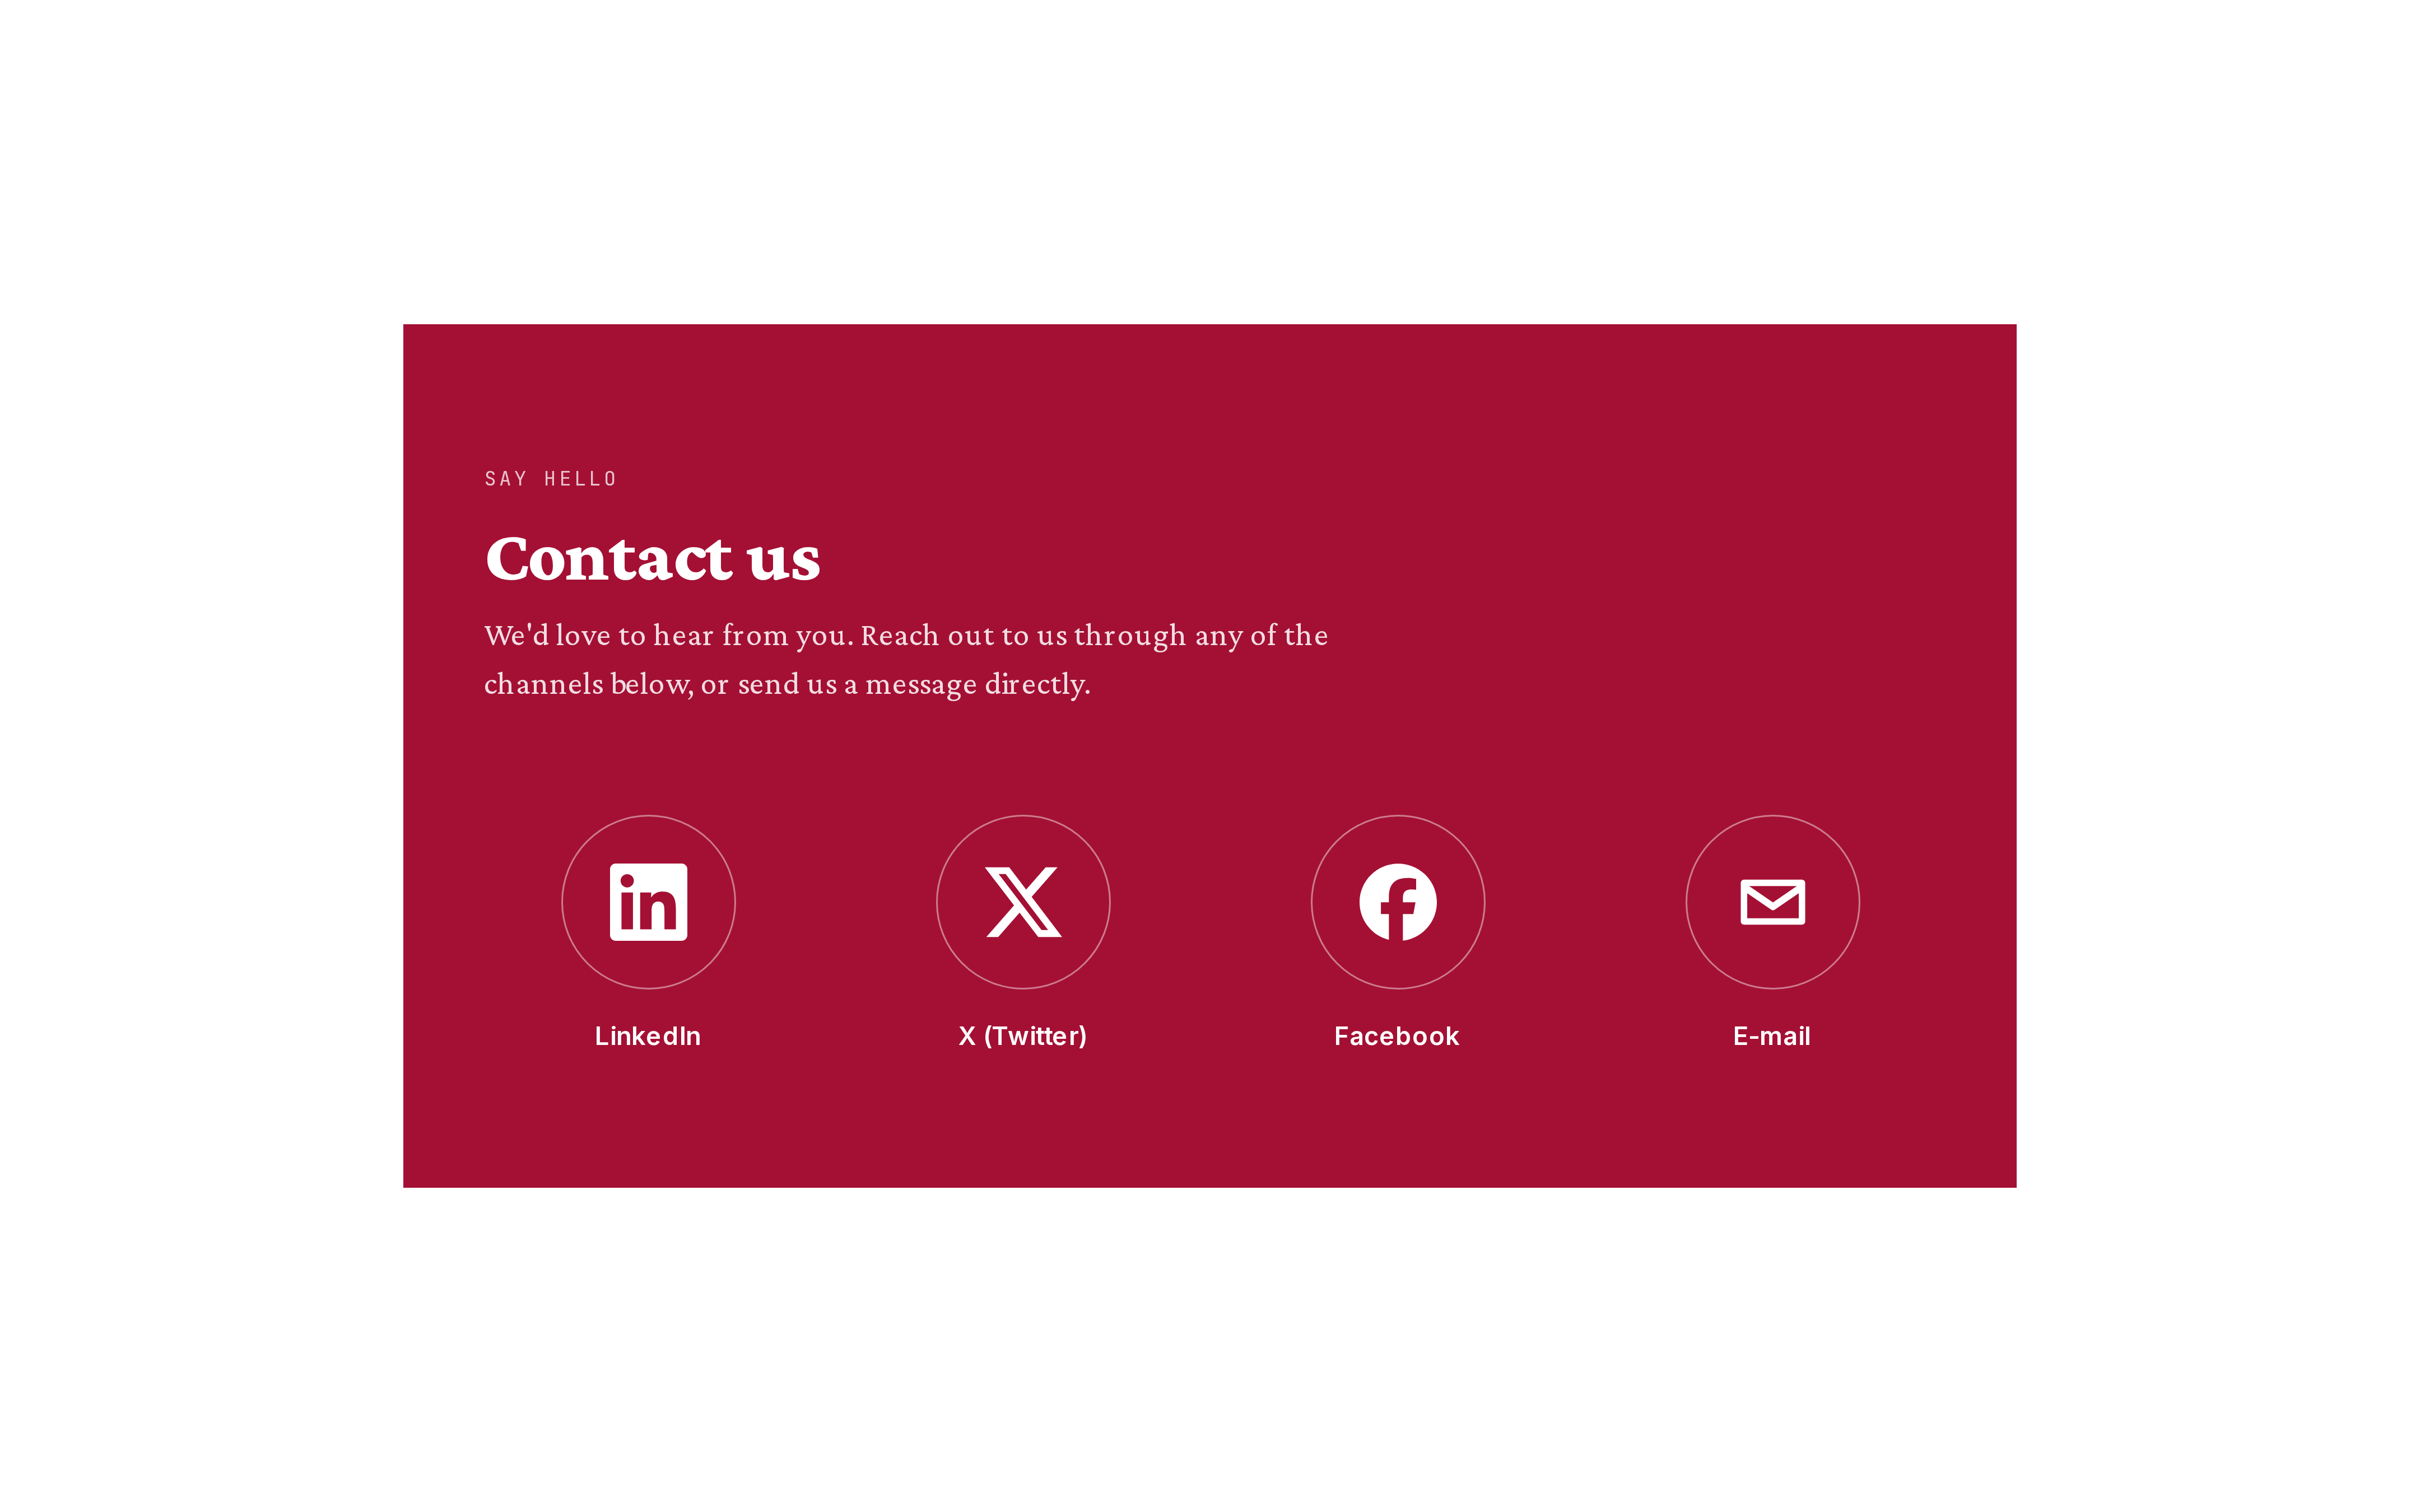 SAY HELLO
Contact us
We'd love to hear from you. Reach out to us through any of the
channels below, or send us a message directly.
in
LinkedIn
X (Twitter)
Facebook
E-mail